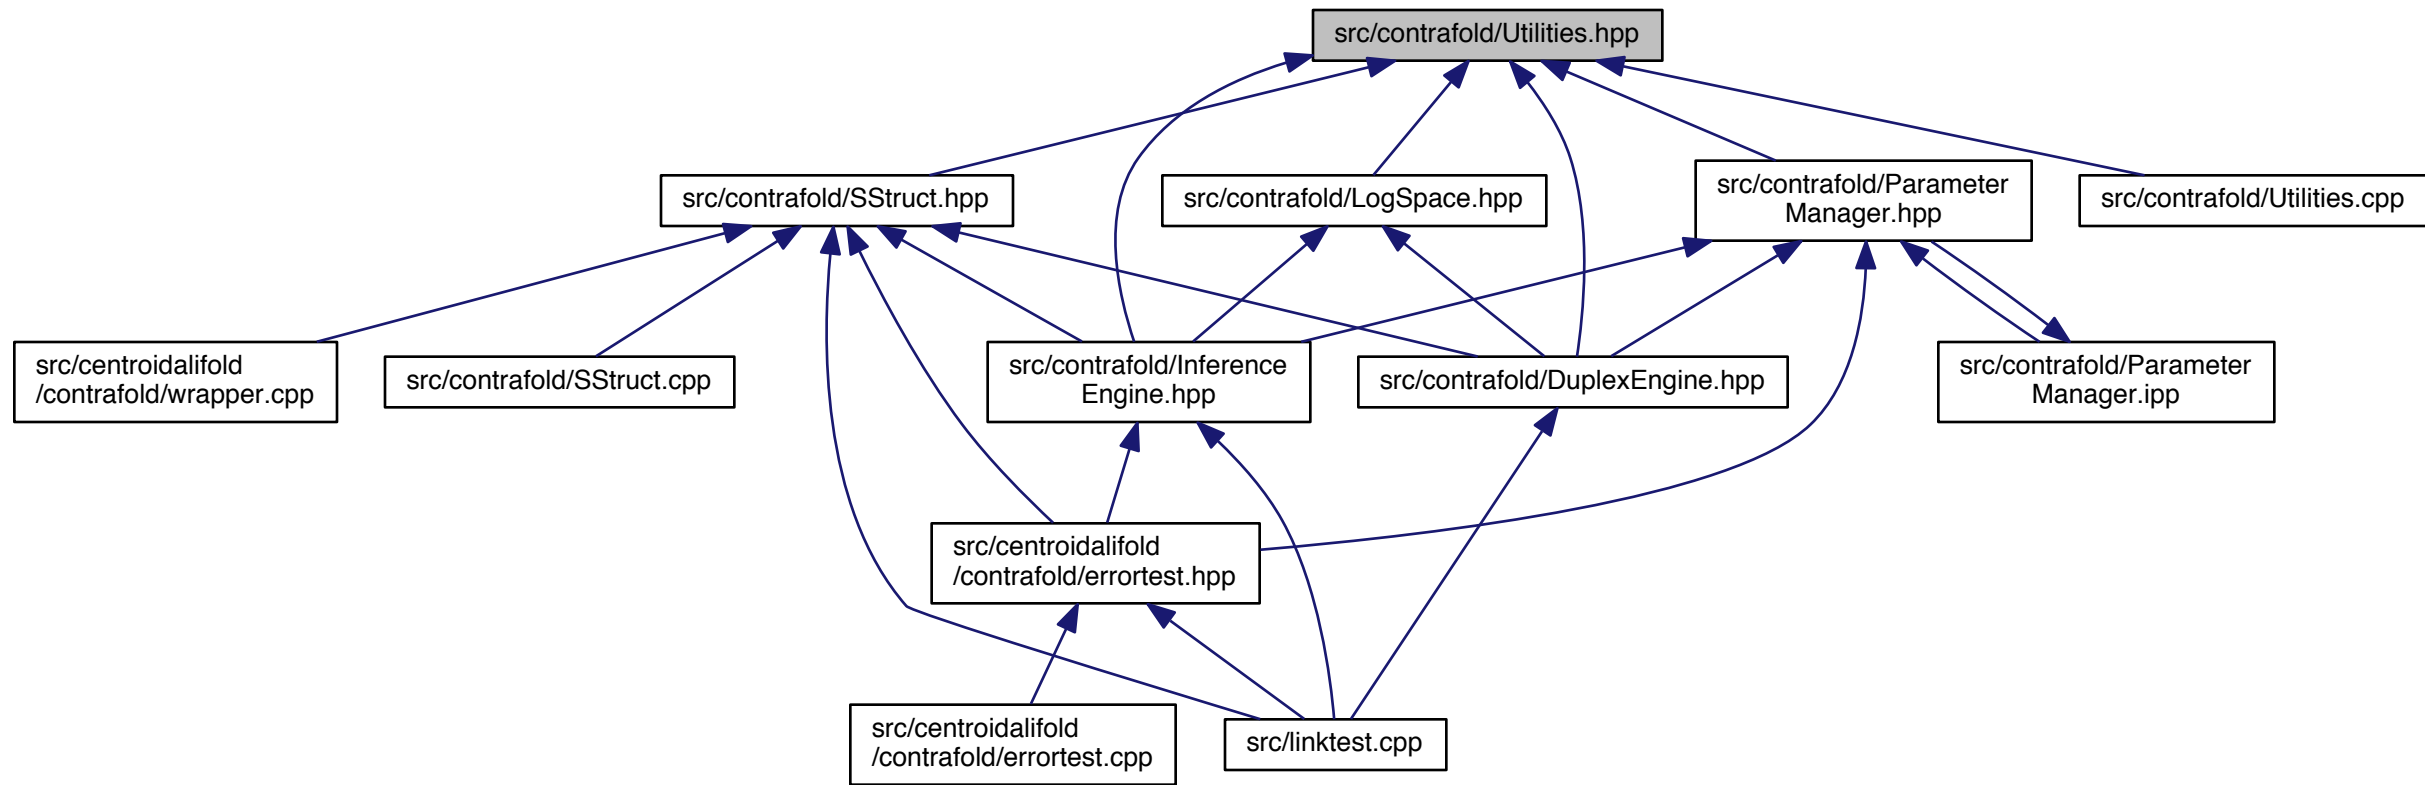 src/contrafold/Utilities.hpp
src/contrafold/SStruct.hpp
src/contrafold/LogSpace.hpp
src/contrafold/Parameter
Manager.hpp
src/contrafold/Utilities.cpp
src/centroidalifold
/contrafold/wrapper.cpp
src/contrafold/SStruct.cpp
src/contrafold/Inference
Engine.hpp
src/contrafold/DuplexEngine.hpp
src/contrafold/Parameter
Manager.ipp
src/centroidalifold
/contrafold/errortest.hpp
src/centroidalifold
/contrafold/errortest.cpp
src/linktest.cpp